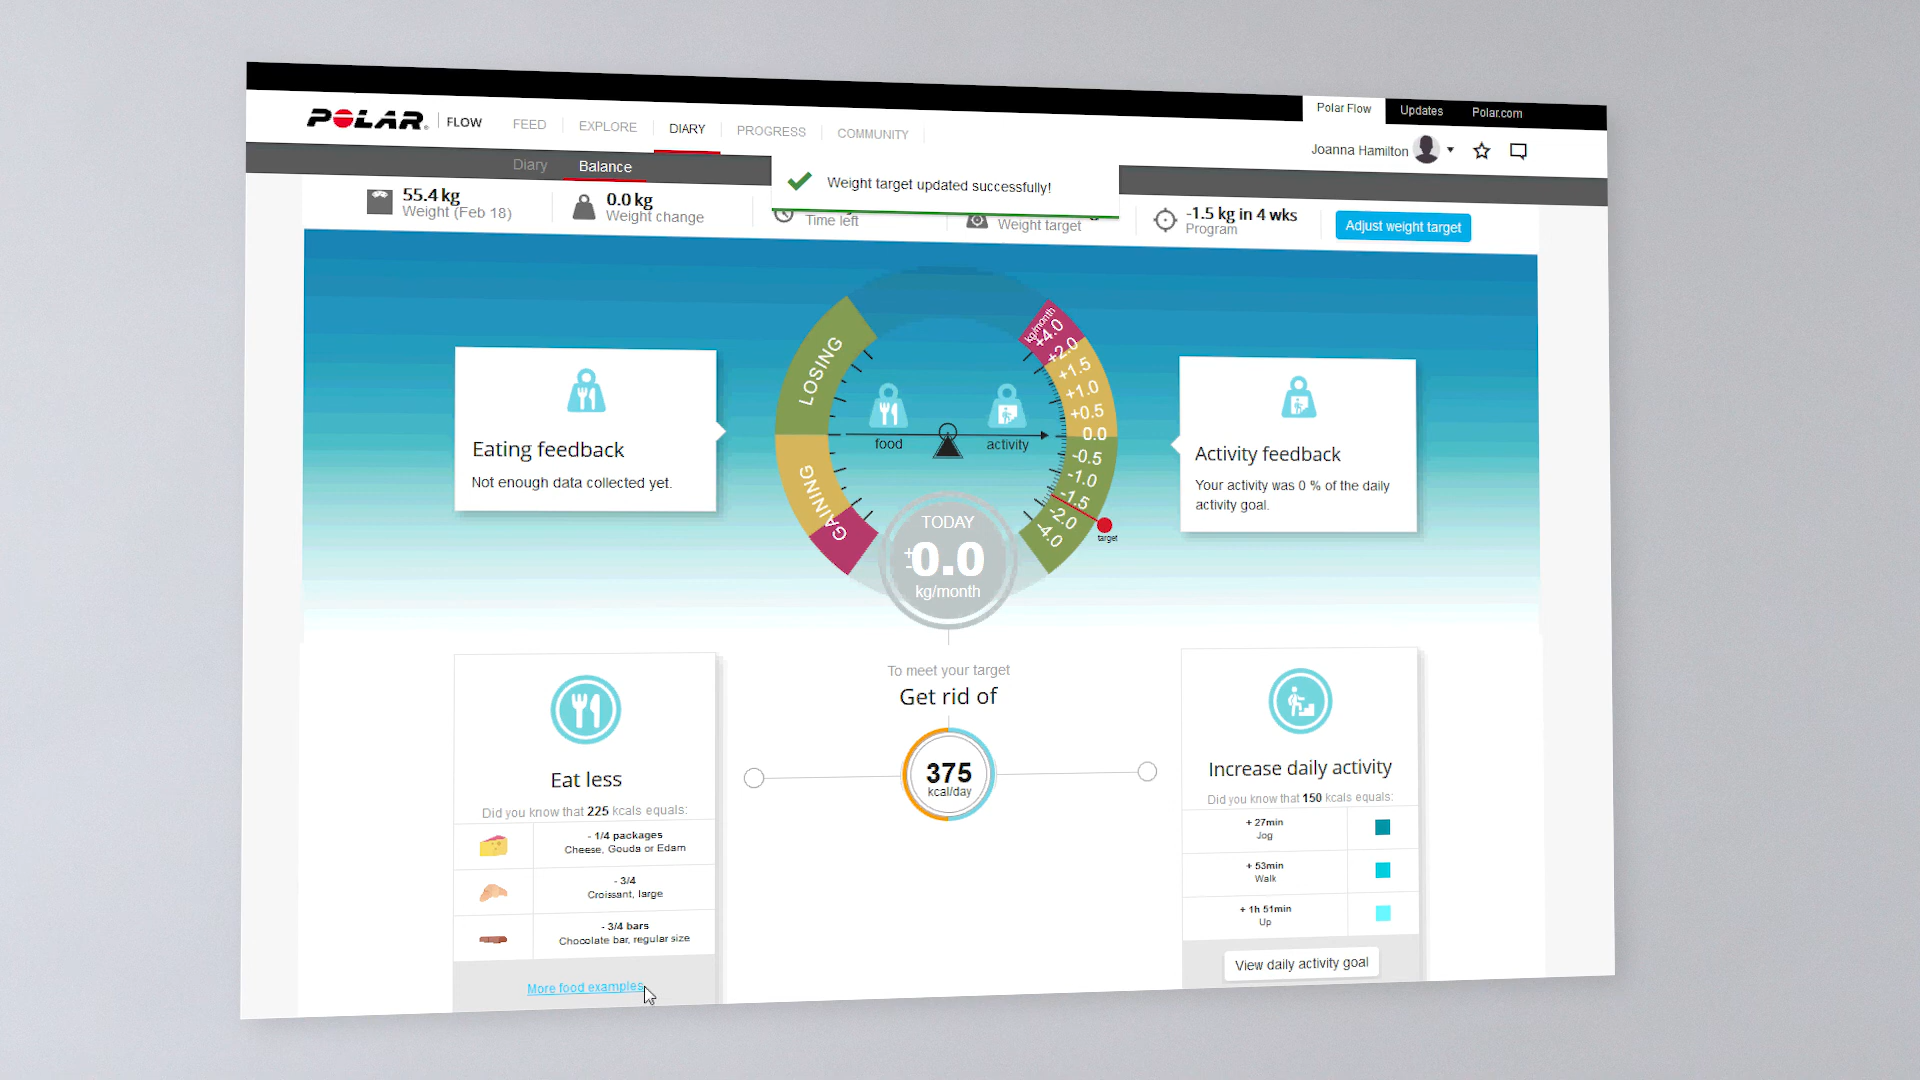 Polar Flow
Updates
Polar.com
POLAR
FLOW
FEED
EXPLORE
DIARY
PROGRESS
COMMUNITY
Joanna Hamilton
Diary
Balance
Weight target updated successfully!
55.4 kg
Weight (Feb 18)
0.0 kg
Weight change
Time left
Weight target
-1.5 kg in 4 wks
Program
Adjust weight target
Eating feedback
Not enough data collected yet.
LOSING
GAINING
food
activity
kg/month
+4.0
+2.0
+1.5
+1.0
+0.5
0.0
-0.5
-1.0
-1.5
-2.0
-4.0
target
TODAY
+
-0.0
kg/month
Activity feedback
Your activity was 0 % of the daily
activity goal.
To meet your target
Get rid of
375
kcal/day
Eat less
Did you know that 225 kcals equals:
- 1/4 packages
Cheese, Gouda or Edam
- 3/4
Croissant, large
- 3/4 bars
Chocolate bar, regular size
More food examples
Increase daily activity
Did you know that 150 kcals equals:
+ 27min
Jog
+ 53min
Walk
+ 1h 51min
Up
View daily activity goal